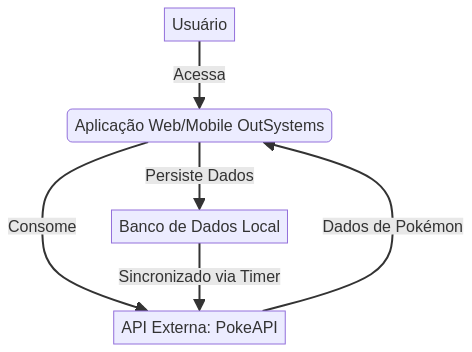 Usuário
Acessa
Aplicação Web/Mobile OutSystems
Persiste Dados
Consome
Banco de Dados Local
Dados de Pokémon
Sincronizado via Timer
API Externa: PokeAPI